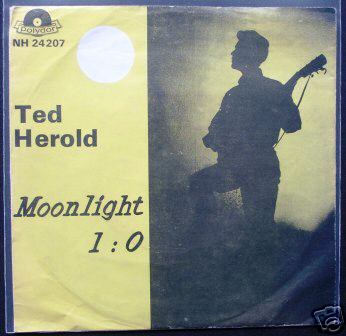 polydor
NH 24207
Ted
Herold
Moonlight
1:0